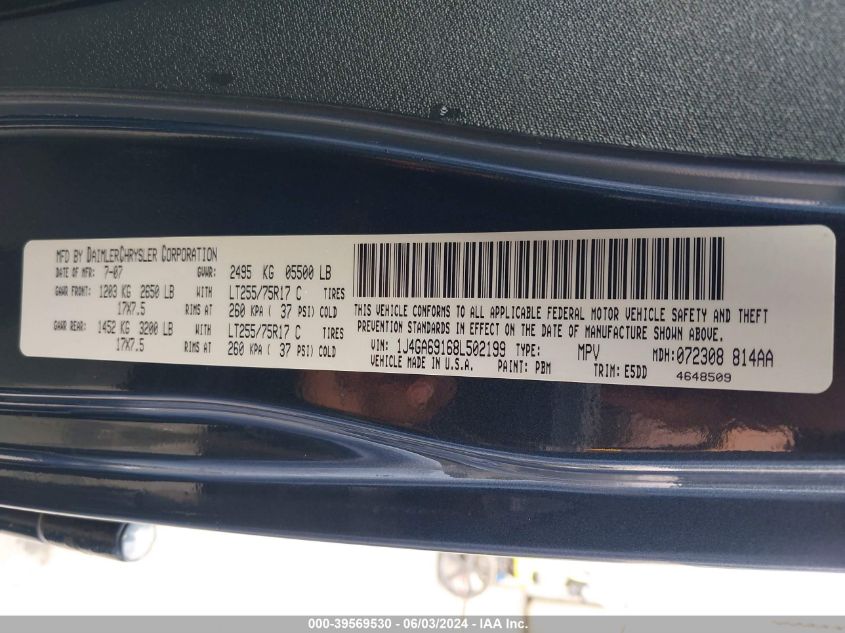 MFD BY DAIMLERCHRYSLER CORPORATION
DATE OF MFR: 7-07 GVWR: 2495 KG 05500 LB
GAWR FRONT: 1203 KG 2650 LB WITH LT255/75R17 C TIRES
17X7.5 RIMS AT 260 KPA ( 37 PSI) COLD
GAWR REAR: 1452 KG 3200 LB WITH LT255/75R17 C TIRES
17X7.5 RIMS AT 260 KPA ( 37 PSI) COLD
THIS VEHICLE CONFORMS TO ALL APPLICABLE FEDERAL MOTOR VEHICLE SAFETY AND THEFT
PREVENTION STANDARDS IN EFFECT ON THE DATE OF MANUFACTURE SHOWN ABOVE.
VIN: 1J4GA69168L502199 TYPE: MPV MDH:072308 814AA
VEHICLE MADE IN U.S.A. PAINT: PBM TRIM: E5DD 4648509
000-39569530 - 06/03/2024 - IAA Inc.